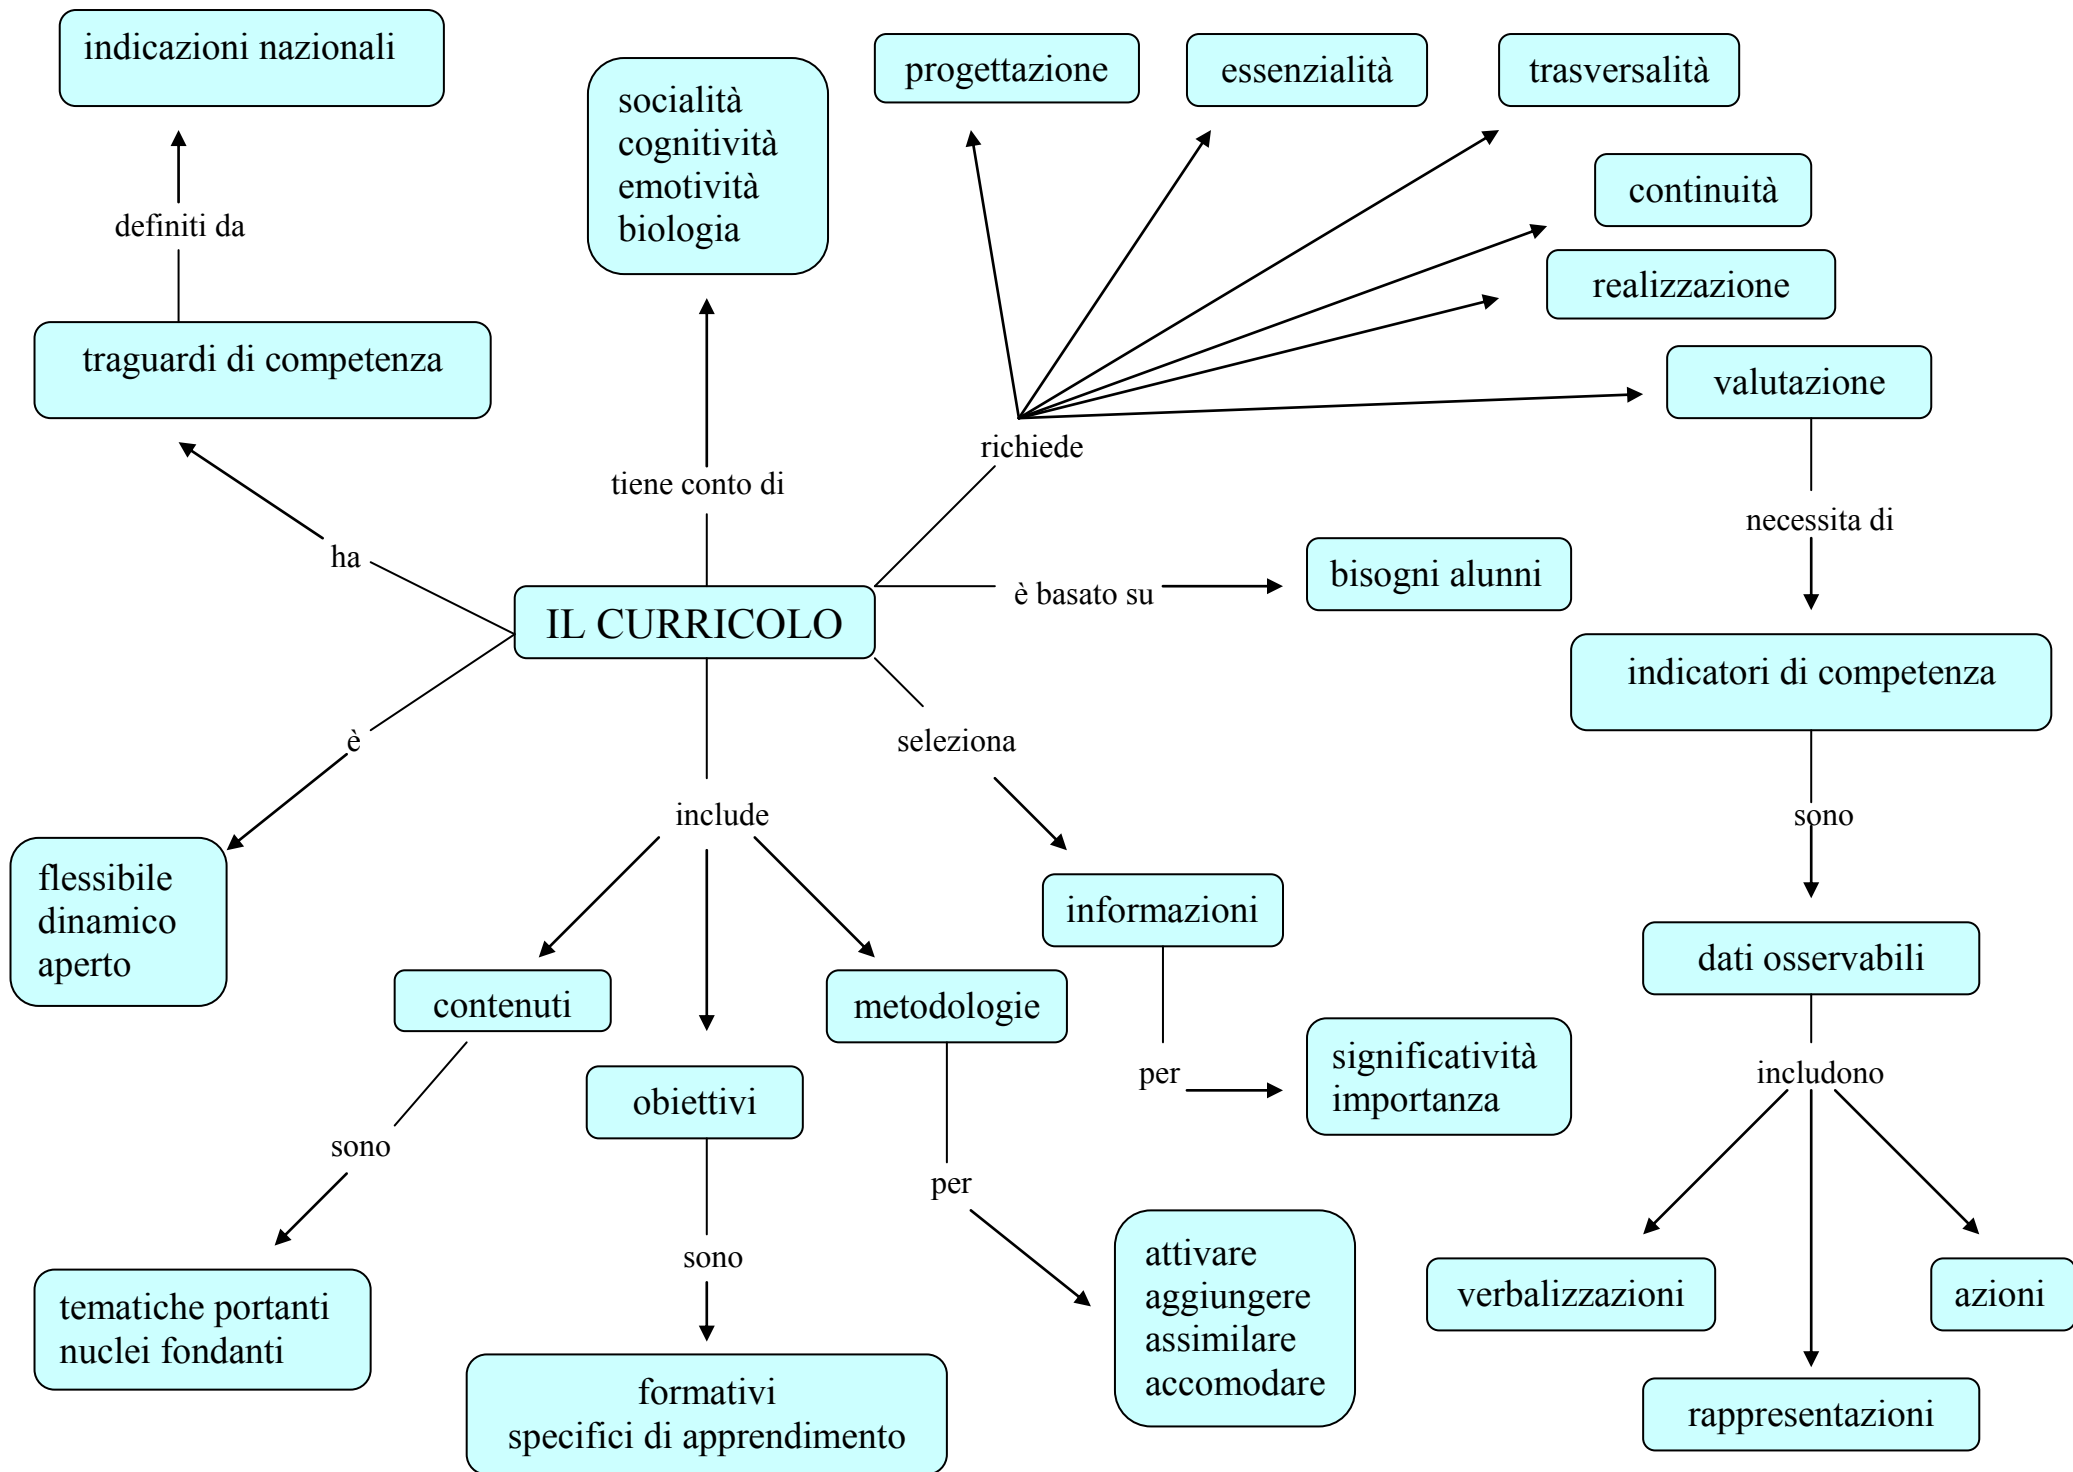 indicazioni nazionali
progettazione
essenzialità
trasversalità
socialità
cognitività
emotività
biologia
continuità
definiti da
realizzazione
traguardi di competenza
valutazione
richiede
tiene conto di
necessita di
ha
è basato su
bisogni alunni
IL CURRICOLO
indicatori di competenza
è
seleziona
include
sono
flessibile
dinamico
aperto
informazioni
dati osservabili
contenuti
metodologie
significatività
importanza
per
includono
obiettivi
sono
per
sono
attivare
aggiungere
assimilare
accomodare
verbalizzazioni
azioni
tematiche portanti
nuclei fondanti
formativi
specifici di apprendimento
rappresentazioni